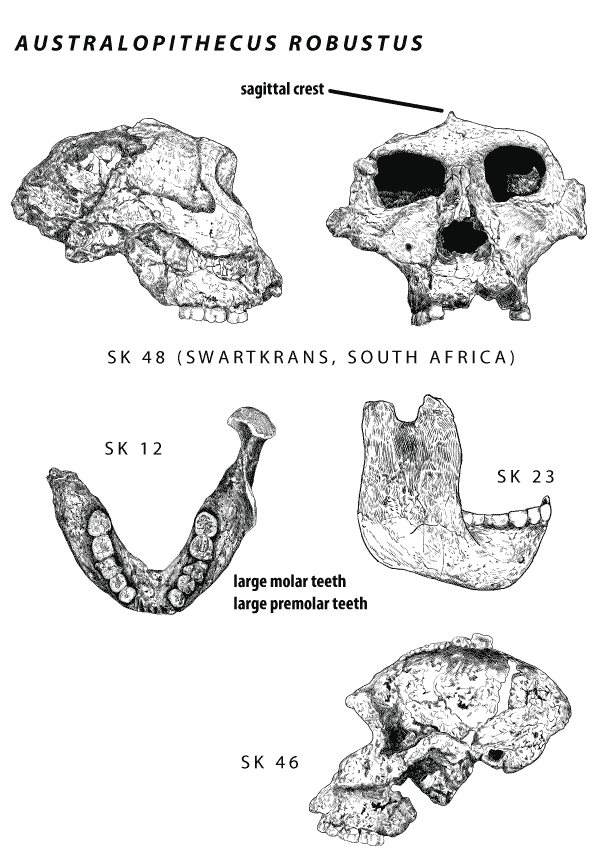 AUSTRALOPITHECUS ROBUSTUS
sagittal crest
SK 48 (SWARTKRANS, SOUTH AFRICA)
SK 12
SK 23
large molar teeth
large premolar teeth
SK 46